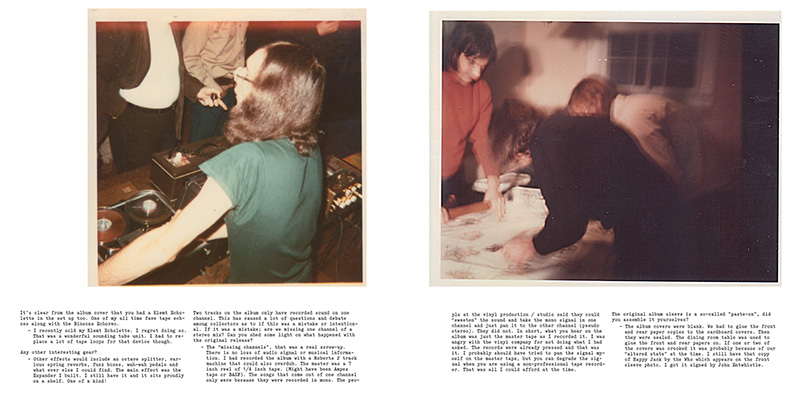 It's clear from the album cover that you had a Klemt Echo-
lette in the set up too. One of my all time fave tape ech-
oes along with the Binsons Echorec.
- I recently sold my Klemt Echolette. I regret doing so.
That was a wonderful sounding tube unit. I had to re-
place a lot of tape loops for that device though!
Any other interesting gear?
- Other effects would include an octave splitter, var-
ious spring reverbs, fuzz boxes, wah-wah pedals and
what ever else I could find. The main effect was the
Expander I built. I still have it and it sits proudly
on a shelf. One of a kind!
Two tracks on the album only have recorded sound on one
channel. This has caused a lot of questions and debate
among collectors as to if this was a mistake or intention-
al. If it was a mistake; are we missing one channel of a
stereo mix? Can you shed some light on what happened with
the original release?
- The "missing channels", that was a real screw-up.
There is no loss of audio signal or musical informa-
tion. I had recorded the album with a Roberts 2 track
machine that could also overdub. The master was a 7
inch reel of 1/4 inch tape. (Might have been Ampex
tape or BASF). The songs that come out of one channel
only were because they were recorded in mono. The peo-
ple at the vinyl production / studio said they could
"sweeten" the sound and take the mono signal in one
channel and just pan it to the other channel (pseudo
stereo). They did not. In short, what you hear on the
album was just the master tape as I recorded it. I was
angry with the vinyl company for not doing what I had
asked. The records were already pressed and that was
it. I probably should have tried to pan the signal my-
self on the master tape, but you can degrade the sig-
nal when you are using a non-professional tape record-
er. That was all I could afford at the time.
The original album sleeve is a so-called "paste-on", did
you assemble it yourselves?
- The album covers were blank. We had to glue the front
and rear paper copies to the cardboard covers. Then
they were sealed. The dining room table was used to
glue the front and rear papers on. If one or two of
the covers was crooked it was probably because of our
"altered state" at the time. I still have that copy
of Happy Jack by the Who which appears on the front
sleeve photo. I got it signed by John Entwhistle.